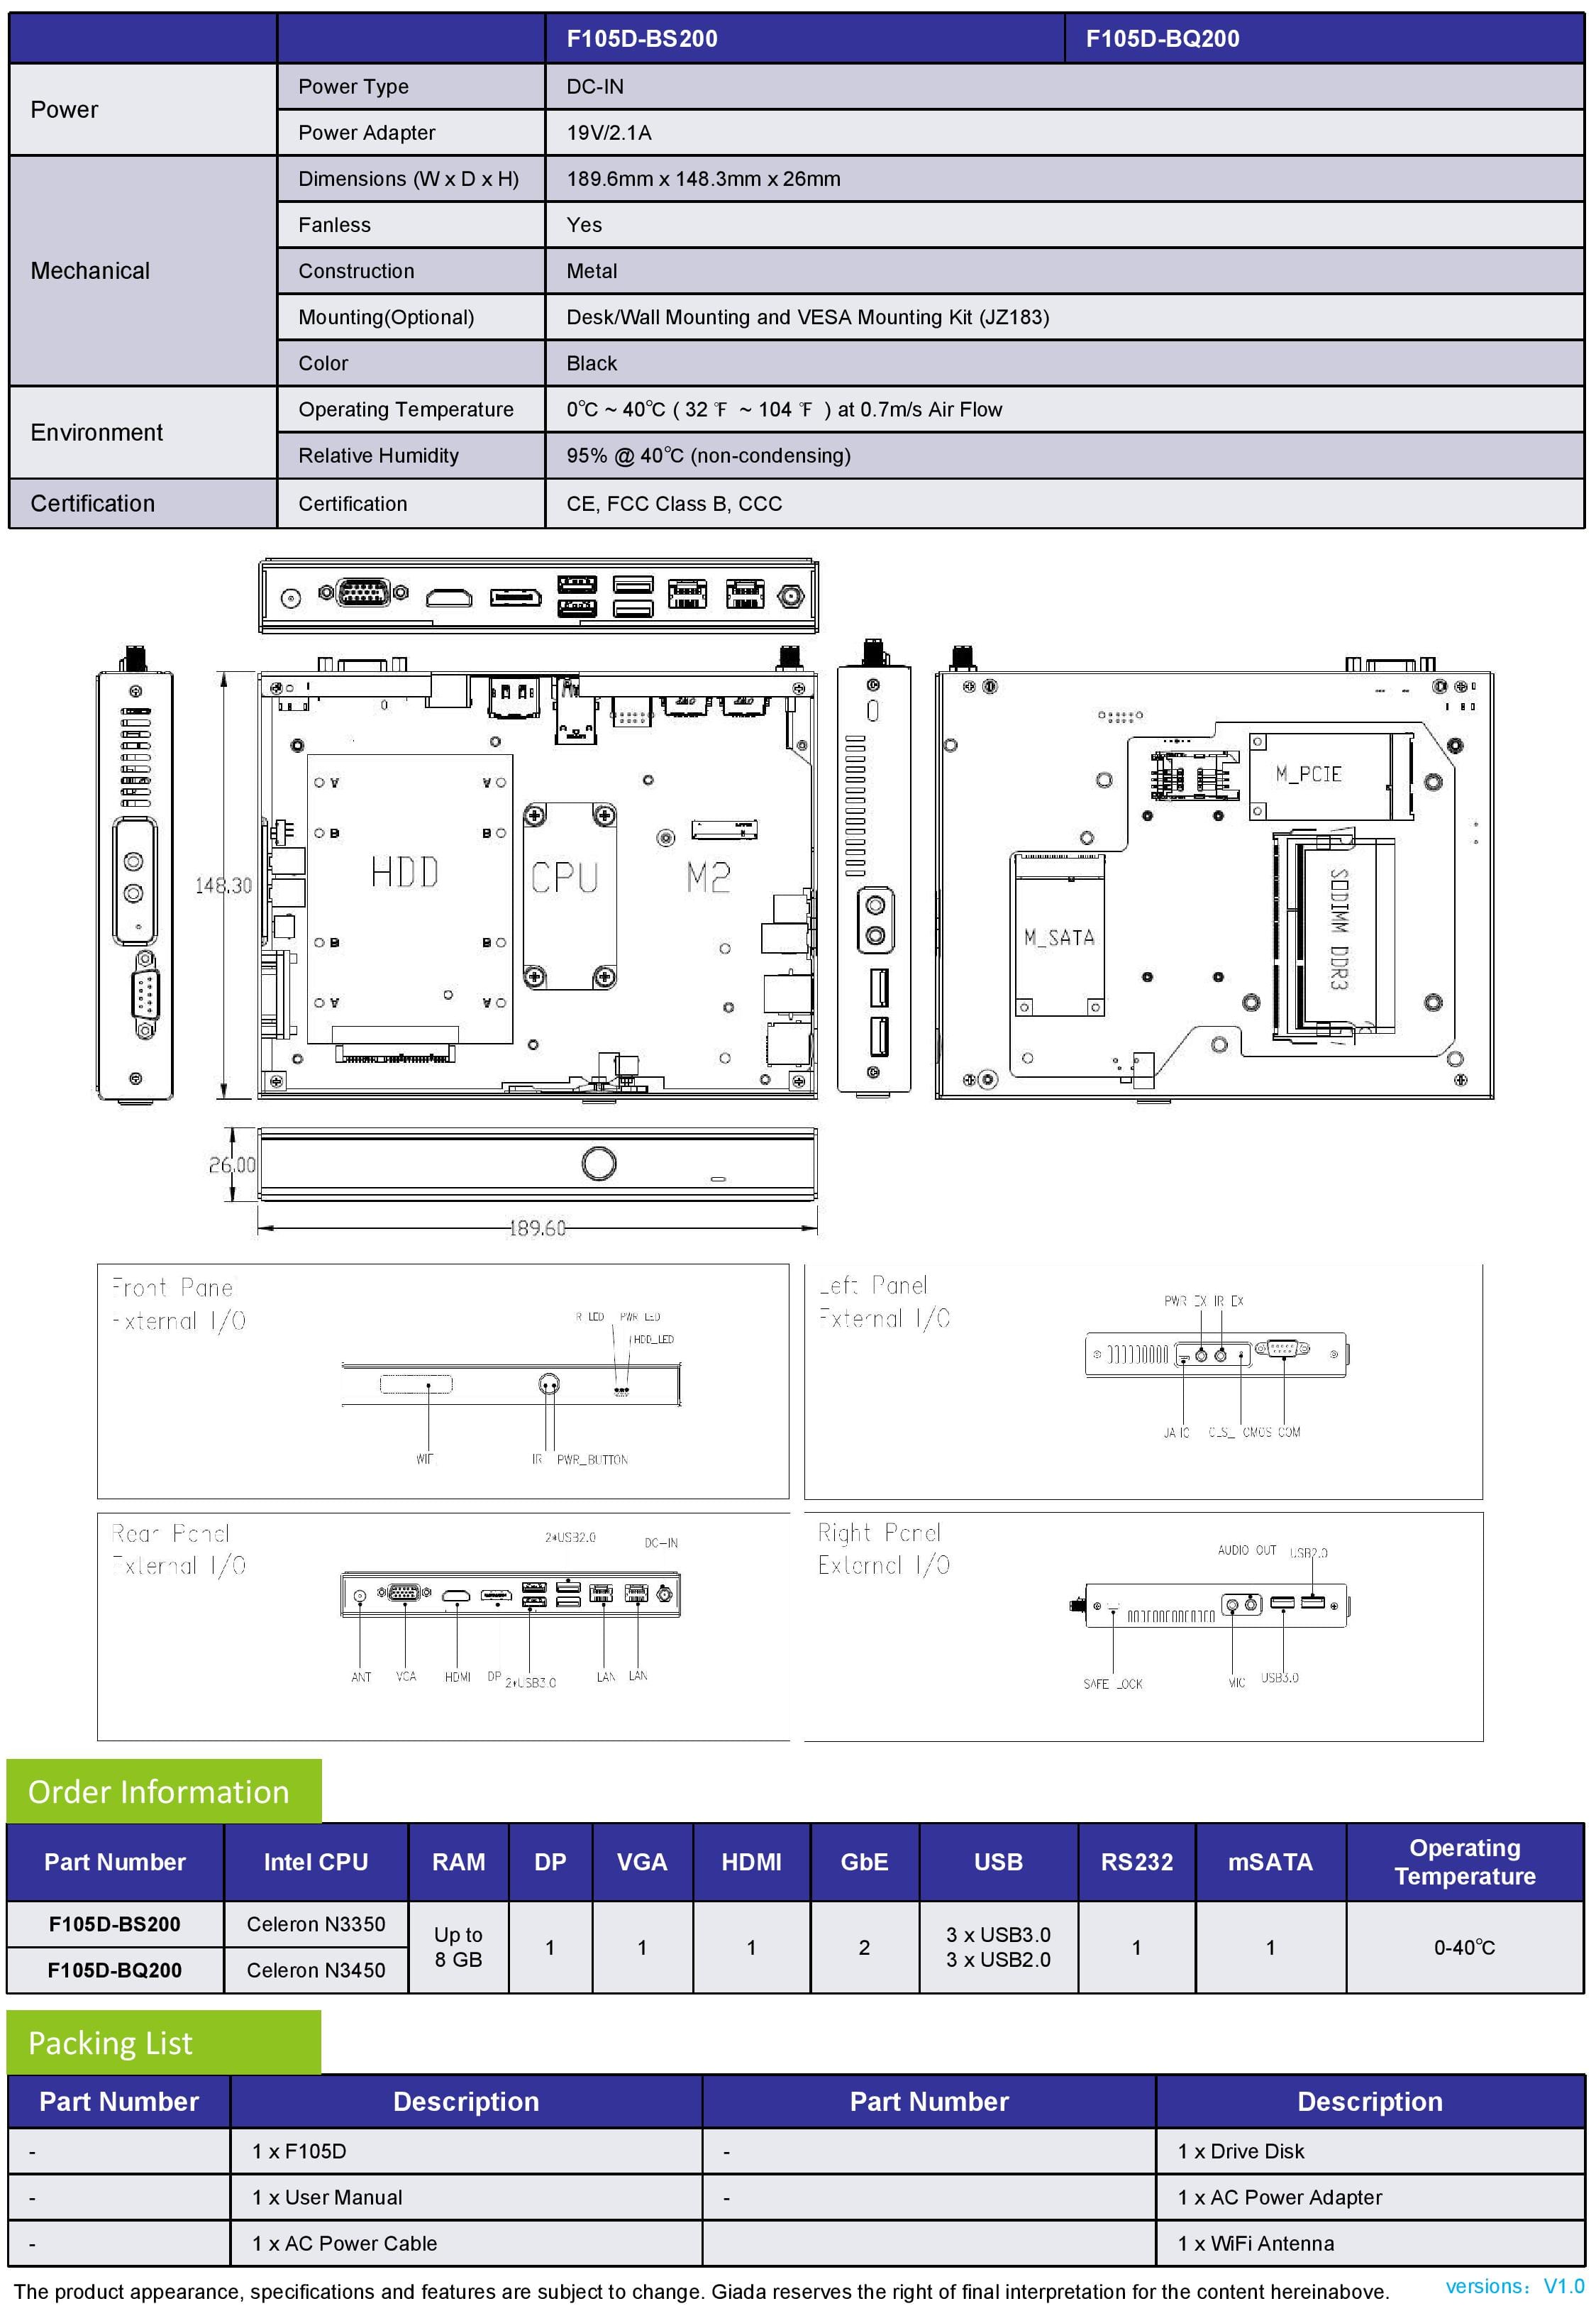 F105D-BS200 F105D-BQ200
Power
Power Type DC-IN
Power Adapter 19V/2.1A
Mechanical
Dimensions (W x D x H) 189.6mm x 148.3mm x 26mm
Fanless Yes
Construction Metal
Mounting(Optional) Desk/Wall Mounting and VESA Mounting Kit (JZ183)
Color Black
Environment
Operating Temperature 0℃ ~ 40℃ ( 32 ℉ ~ 104 ℉ ) at 0.7m/s Air Flow
Relative Humidity 95% @ 40℃ (non-condensing)
Certification Certification CE, FCC Class B, CCC
148.30
HDD
CPU
M2
M_PCIE
M_SATA
SODIMM DDR3
26.00
189.60
Front Panel
External I/O
PWR LED
HDD_LED
WIFI
IR PWR_BUTTON
Left Panel
External I/O
PWR EX IR EX
CMOS COM
Rear Panel
External I/O
2*USB2.0
DC-IN
ANT VGA HDMI DP 2*USB3.0 LAN LAN
Right Panel
External I/O
AUDIO OUT USB2.0
SAFE LOCK MIC USB3.0
Order Information
Part Number Intel CPU RAM DP VGA HDMI GbE USB RS232 mSATA Operating
Temperature
F105D-BS200 Celeron N3350
F105D-BQ200 Celeron N3450
Up to
8 GB
1 1 1 2
3 x USB3.0
3 x USB2.0
1 1 0-40℃
Packing List
Part Number Description Part Number Description
- 1 x F105D - 1 x Drive Disk
- 1 x User Manual - 1 x AC Power Adapter
- 1 x AC Power Cable 1 x WiFi Antenna
The product appearance, specifications and features are subject to change. Giada reserves the right of final interpretation for the content hereinabove.
versions：V1.0